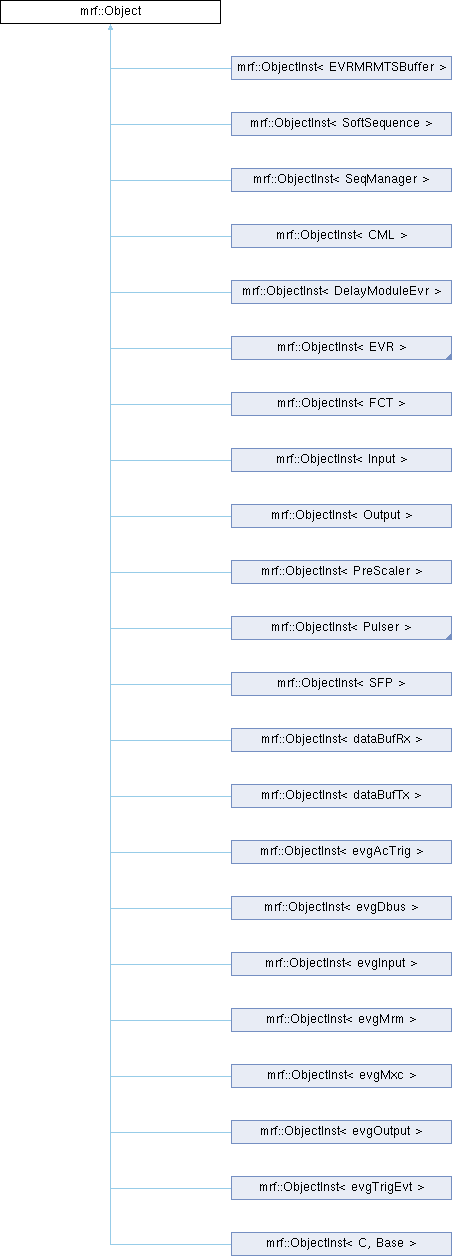 mrf::Object
mrf::ObjectInst< EVRMRMTSBuffer >
mrf::ObjectInst< SoftSequence >
mrf::ObjectInst< SeqManager >
mrf::ObjectInst< CML >
mrf::ObjectInst< DelayModuleEvr >
mrf::ObjectInst< EVR >
mrf::ObjectInst< FCT >
mrf::ObjectInst< Input >
mrf::ObjectInst< Output >
mrf::ObjectInst< PreScaler >
mrf::ObjectInst< Pulser >
mrf::ObjectInst< SFP >
mrf::ObjectInst< dataBufRx >
mrf::ObjectInst< dataBufTx >
mrf::ObjectInst< evgAcTrig >
mrf::ObjectInst< evgDbus >
mrf::ObjectInst< evgInput >
mrf::ObjectInst< evgMrm >
mrf::ObjectInst< evgMxc >
mrf::ObjectInst< evgOutput >
mrf::ObjectInst< evgTrigEvt >
mrf::ObjectInst< C, Base >